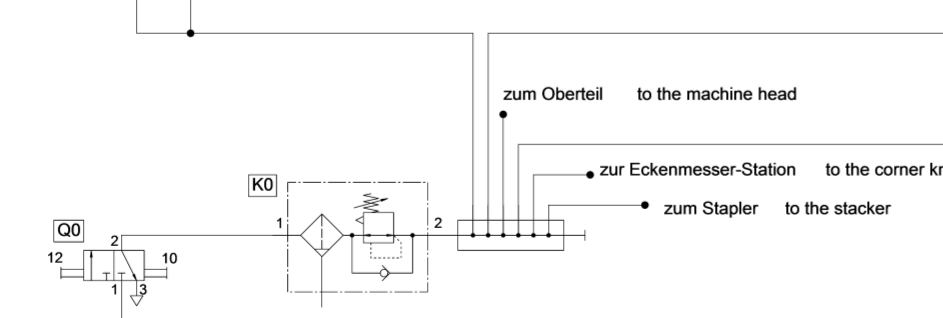 zum Oberteil to the machine head
zur Eckenmesser-Station to the corner
K0
zum Stapler to the stacker
1 2
Q0
2
12 10
1 3